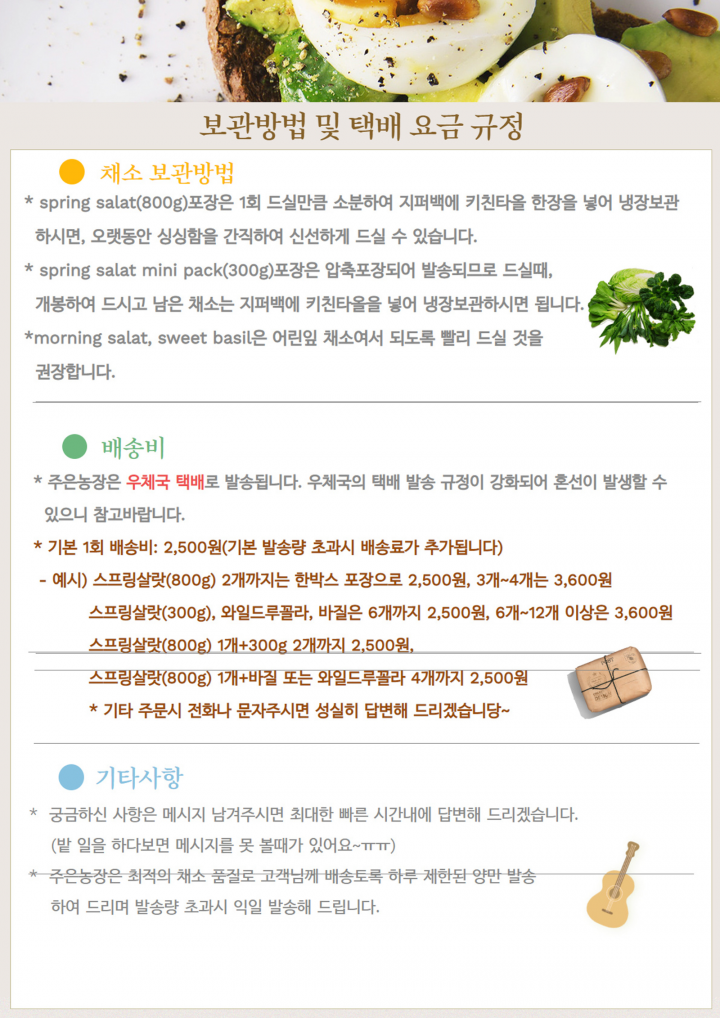 보관방법 및 택배 요금 규정
채소 보관방법
* spring salat(800g)포장은 1회 드실만큼 소분하여 지퍼백에 키친타올 한장을 넣어 냉장보관
하시면, 오랫동안 싱싱함을 간직하여 신선하게 드실 수 있습니다.
* spring salat mini pack(300g)포장은 압축포장되어 발송되므로 드실때,
개봉하여 드시고 남은 채소는 지퍼백에 키친타올을 넣어 냉장보관하시면 됩니다.
*morning salat, sweet basil은 어린잎 채소여서 되도록 빨리 드실 것을
권장합니다.
배송비
* 주은농장은 우체국 택배로 발송됩니다. 우체국의 택배 발송 규정이 강화되어 혼선이 발생할 수
있으니 참고바랍니다.
* 기본 1회 배송비: 2,500원(기본 발송량 초과시 배송료가 추가됩니다)
- 예시) 스프링살랏(800g) 2개까지는 한박스 포장으로 2,500원, 3개~4개는 3,600원
스프링살랏(300g), 와일드루꼴라, 바질은 6개까지 2,500원, 6개~12개 이상은 3,600원
스프링살랏(800g) 1개+300g 2개까지 2,500원,
스프링살랏(800g) 1개+바질 또는 와일드루꼴라 4개까지 2,500원
* 기타 주문시 전화나 문자주시면 성실히 답변해 드리겠습니당~
기타사항
* 궁금하신 사항은 메시지 남겨주시면 최대한 빠른 시간내에 답변해 드리겠습니다.
(밭 일을 하다보면 메시지를 못 볼때가 있어요~ㅠㅠ)
* 주은농장은 최적의 채소 품질로 고객님께 배송토록 하루 제한된 양만 발송
하여 드리며 발송량 초과시 익일 발송해 드립니다.